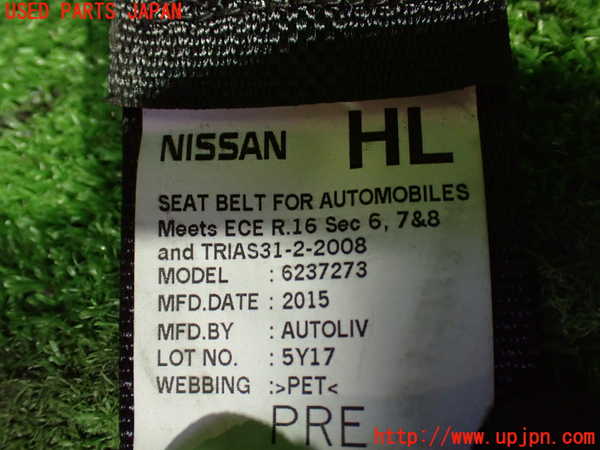 USED PARTS JAPAN
NISSAN HL
SEAT BELT FOR AUTOMOBILES
Meets ECE R.16 Sec 6, 7&8
and TRIAS31-2-2008
MODEL : 6237273
MFD.DATE : 2015
MFD.BY : AUTOLIV
LOT NO. : 5Y17
WEBBING :>PET<
PRE
http://www.upjpn.com/